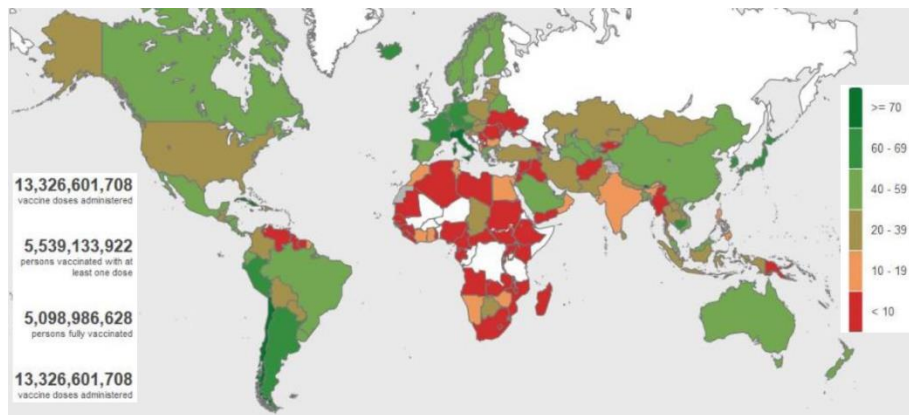 13,326,601,708
vaccine doses administered
5,539,133,922
persons vaccinated with at
least one dose
5,098,986,628
persons fully vaccinated
13,326,601,708
vaccine doses administered
>= 70
60 - 69
40 - 59
20 - 39
10 - 19
< 10